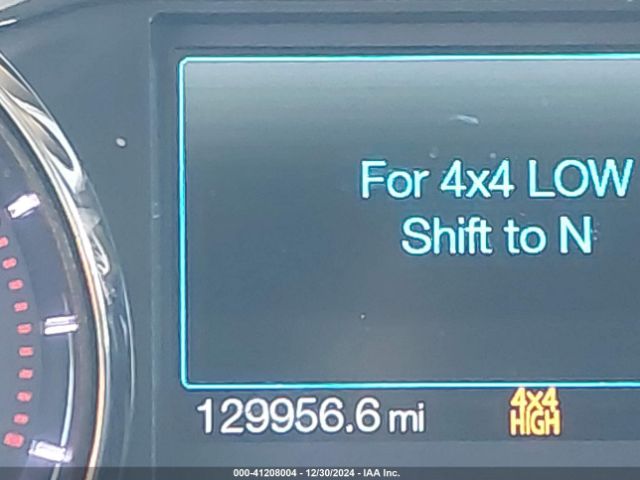 For 4x4 LOW
Shift to N
129956.6 mi
4x4
HIGH
000-41208004 - 12/30/2024 - IAA Inc.